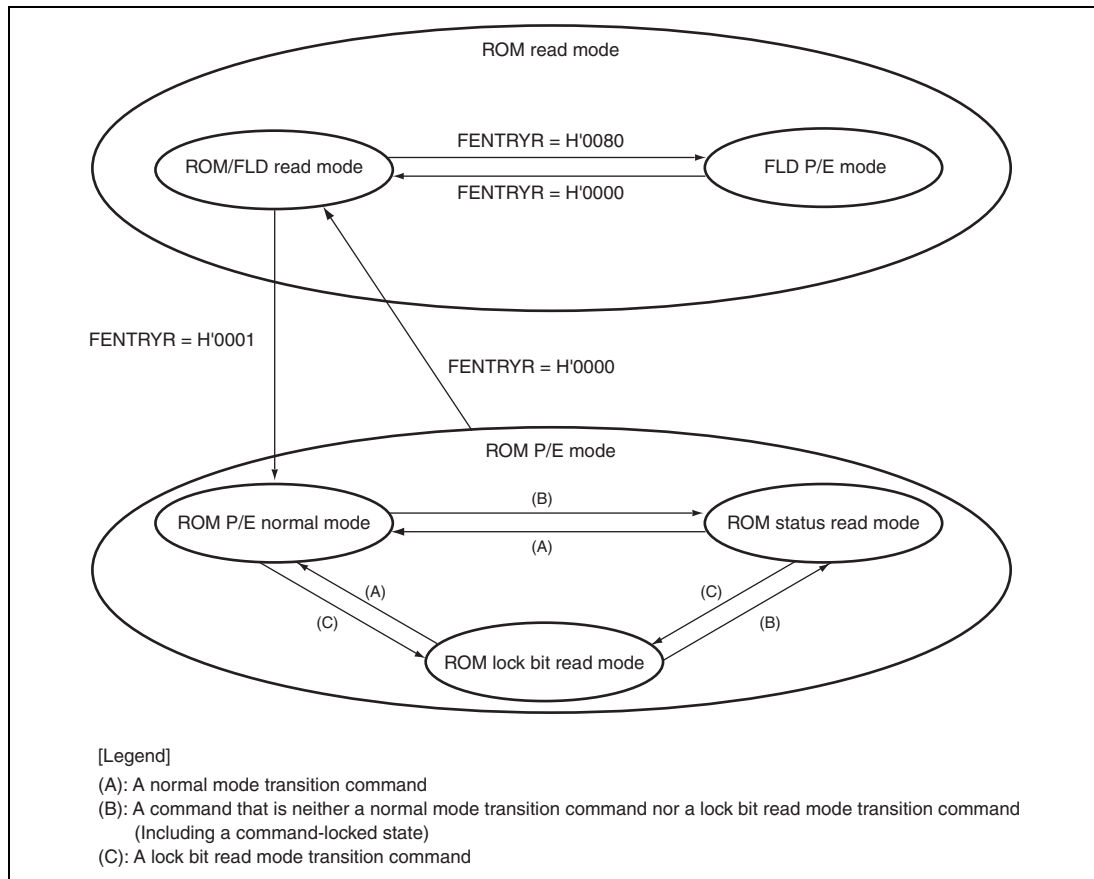 ROM read mode
FENTRYR = H'0080
ROM/FLD read mode
FLD P/E mode
FENTRYR = H'0000
FENTRYR = H'0001
FENTRYR = H'0000
ROM P/E mode
(B)
ROM P/E normal mode
ROM status read mode
(A)
(A)
(C)
(C)
(B)
ROM lock bit read mode
[Legend]
(A): A normal mode transition command
(B): A command that is neither a normal mode transition command nor a lock bit read mode transition command
(Including a command-locked state)
(C): A lock bit read mode transition command